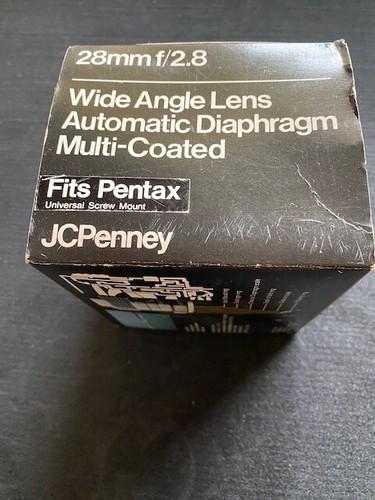 28mm f/2.8
Wide Angle Lens
Automatic Diaphragm
Multi-Coated
Fits Pentax
Universal Screw Mount
JCPenney